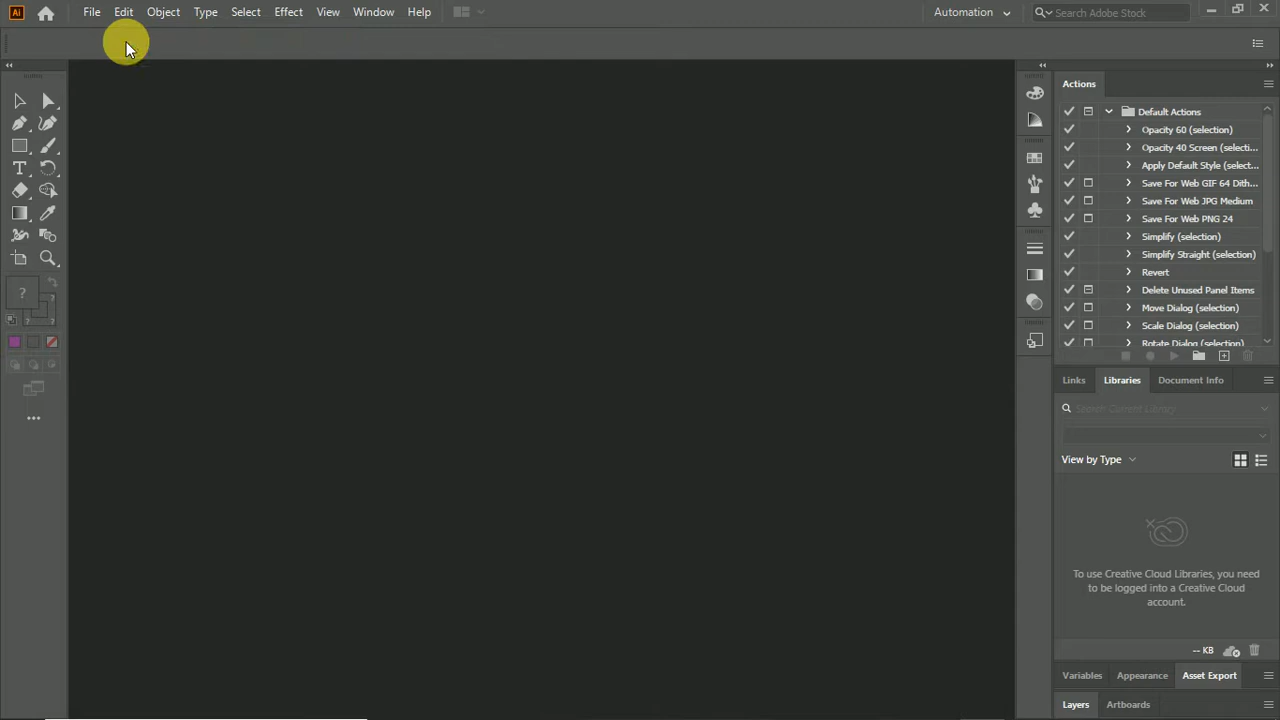 Ai File Edit Object Type Select Effect View Window Help Automation Search Adobe Stock
Actions
Default Actions
Opacity 60 (selection)
Opacity 40 Screen (selecti...
Apply Default Style (select...
Save For Web GIF 64 Dith...
Save For Web JPG Medium
Save For Web PNG 24
Simplify (selection)
Simplify Straight (selection)
Revert
Delete Unused Panel Items
Move Dialog (selection)
Scale Dialog (selection)
Rotate Dialog (selection)
Links Libraries Document Info
Search Current Library
View by Type
To use Creative Cloud Libraries, you need
to be logged into a Creative Cloud
account.
-- KB
Variables Appearance Asset Export
Layers Artboards
T
?
?
? ?